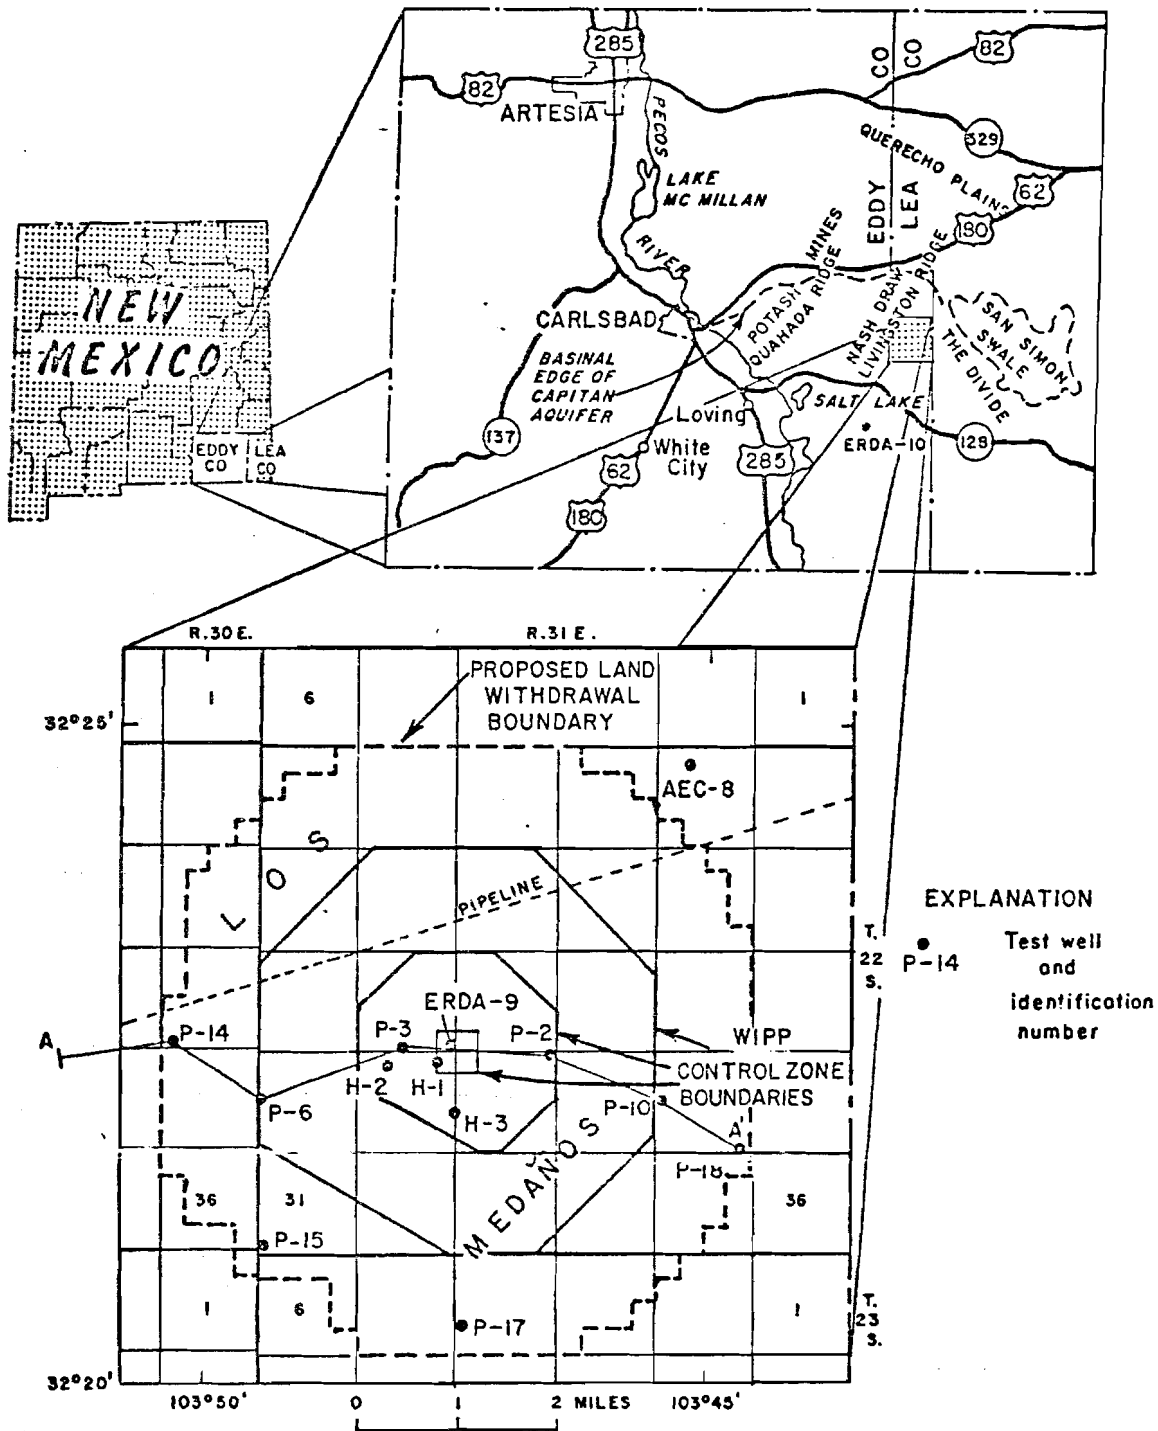 285
82
CO
CO
82
ARTESIA
PECOS
329
QUERECHO PLAINS
LAKE
MC MILLAN
62
EDDY
LEA
180
RIVER
MINES
NEW
MEXICO
CARLSBAD
POTASH
QUAHADA RIDGE
NASH DRAW
LIVINGSTON RIDGE
SAN SIMON
SWALE
THE DIVIDE
BASINAL
EDGE OF
CAPITAN
AQUIFER
Loving
SALT LAKE
EDDY
CO
LEA
CO
137
White
City
ERDA-10
128
62
285
180
R.30 E.
R.31 E.
1
6
PROPOSED LAND
WITHDRAWAL
BOUNDARY
1
32°25'
AEC-8
LOS
PIPELINE
EXPLANATION
T.
22
S.
P-14
Test well
and
identification
number
ERDA-9
A
P-14
P-3
P-2
WIPP
H-2
H-1
CONTROL ZONE
BOUNDARIES
P-6
P-10
H-3
A'
MEDAÑOS
P-18
36
31
36
P-15
1
6
P-17
1
T.
23
S.
32°20'
103°50'
0
1
2 MILES
103°45'